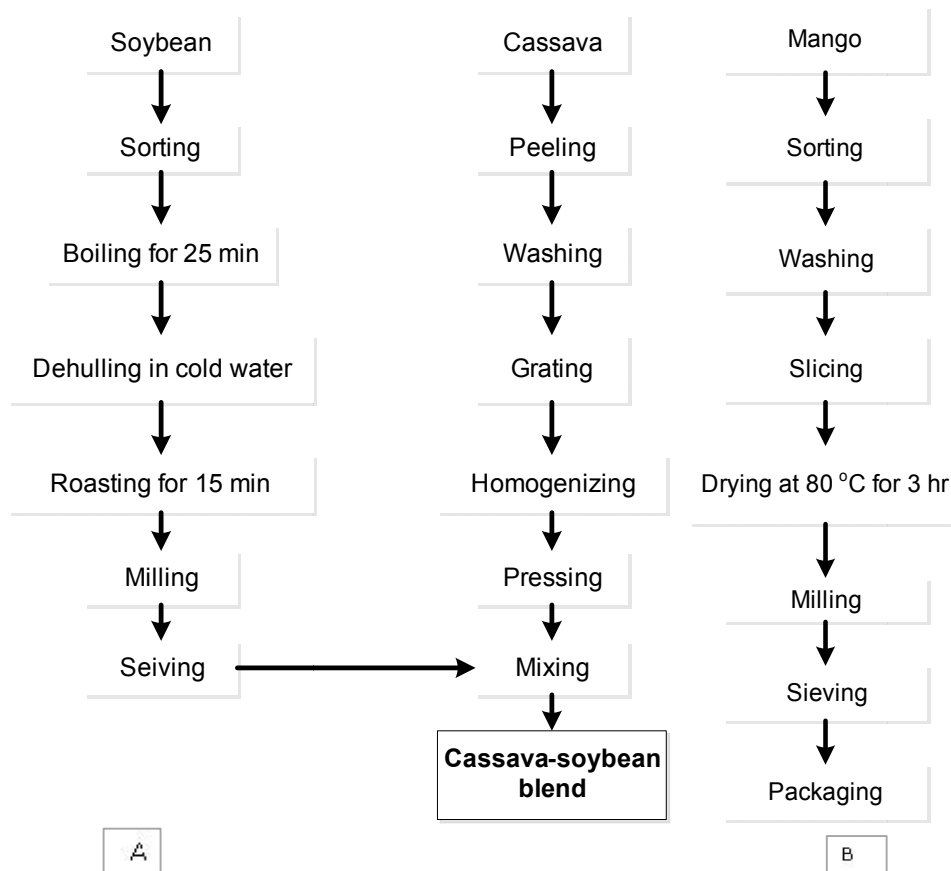 Soybean
Sorting
Boiling for 25 min
Dehulling in cold water
Roasting for 15 min
Milling
Seiving
Cassava
Peeling
Washing
Grating
Homogenizing
Pressing
Mixing
Cassava-soybean
blend
Mango
Sorting
Washing
Slicing
Drying at 80 °C for 3 hr
Milling
Sieving
Packaging
A
B